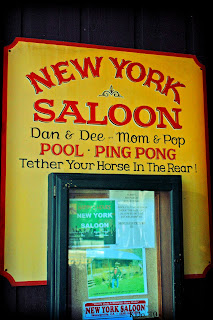 NEW YORK
SALOON
Dan & Dee - Mom & Pop
POOL · PING PONG
Tether Your Horse In The Rear!
NEW YORK
SALOON
NEW YORK SALOON